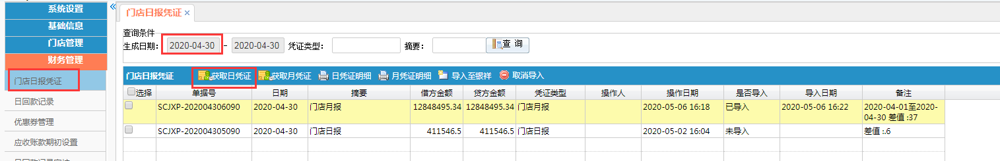 系统设置
基础信息
门店管理
财务管理
门店日报凭证
日回款记录
优惠券管理
应收账款期初设置
门店日报凭证
查询条件
生成日期： 2020-04-30 - 2020-04-30 凭证类型： 摘要： 查 询
门店日报凭证 获取日凭证 获取月凭证 日凭证明细 月凭证明细 导入至银祥 取消导入
选择 单据号 日期 摘要 借方金额 贷方金额 凭证类型 操作人 操作日期 是否导入 导入日期 备注
SCJXP-202004306090 2020-04-30 门店月报 12848495.34 12848495.34 门店月报 2020-05-06 16:18 已导入 2020-05-06 16:22 2020-04-01至2020-
04-30 差值 :37
SCJXP-202004305090 2020-04-30 门店日报 411546.5 411546.5 门店日报 2020-05-02 16:04 未导入 差值 :.6